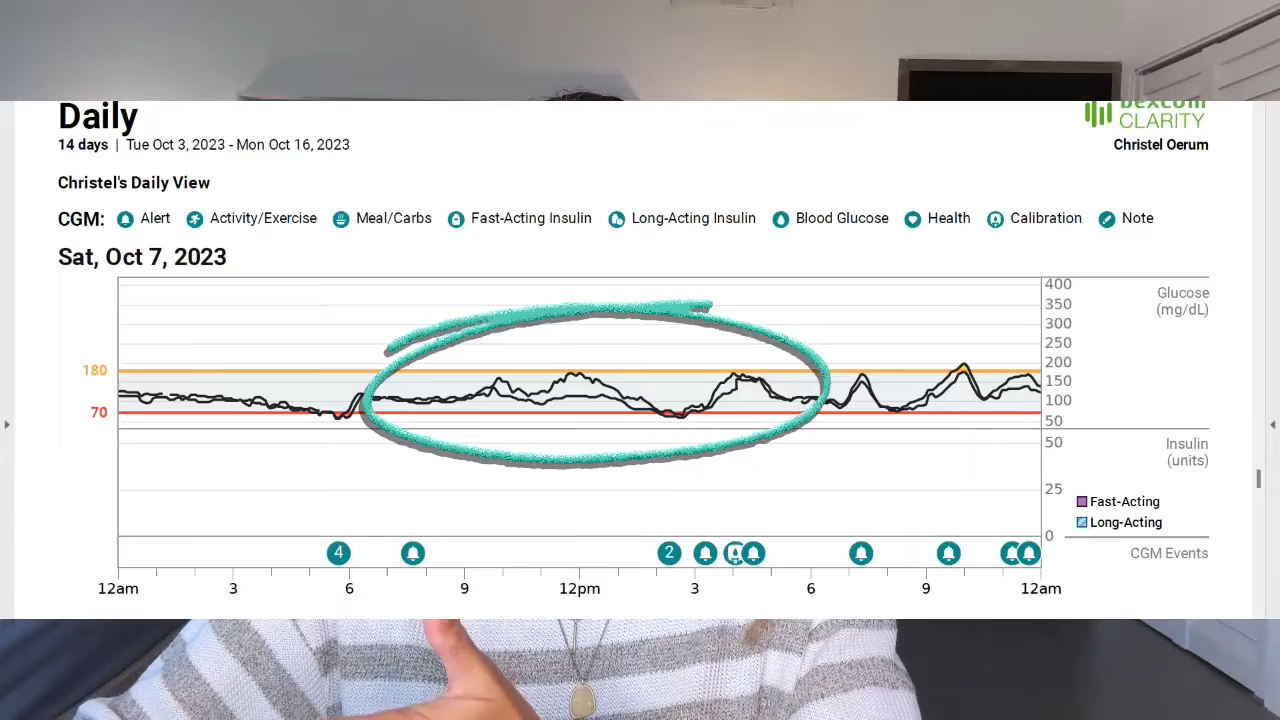 Daily
Dexcom
CLARITY
14 days | Tue Oct 3, 2023 - Mon Oct 16, 2023
Christel Oerum
Christel's Daily View
CGM: Alert Activity/Exercise Meal/Carbs Fast-Acting Insulin Long-Acting Insulin Blood Glucose Health Calibration Note
Sat, Oct 7, 2023
400
350
300
250
200
150
100
50
Glucose
(mg/dL)
180
70
50
25
0
Insulin
(units)
Fast-Acting
Long-Acting
4
2
CGM Events
12am 3 6 9 12pm 3 6 9 12am